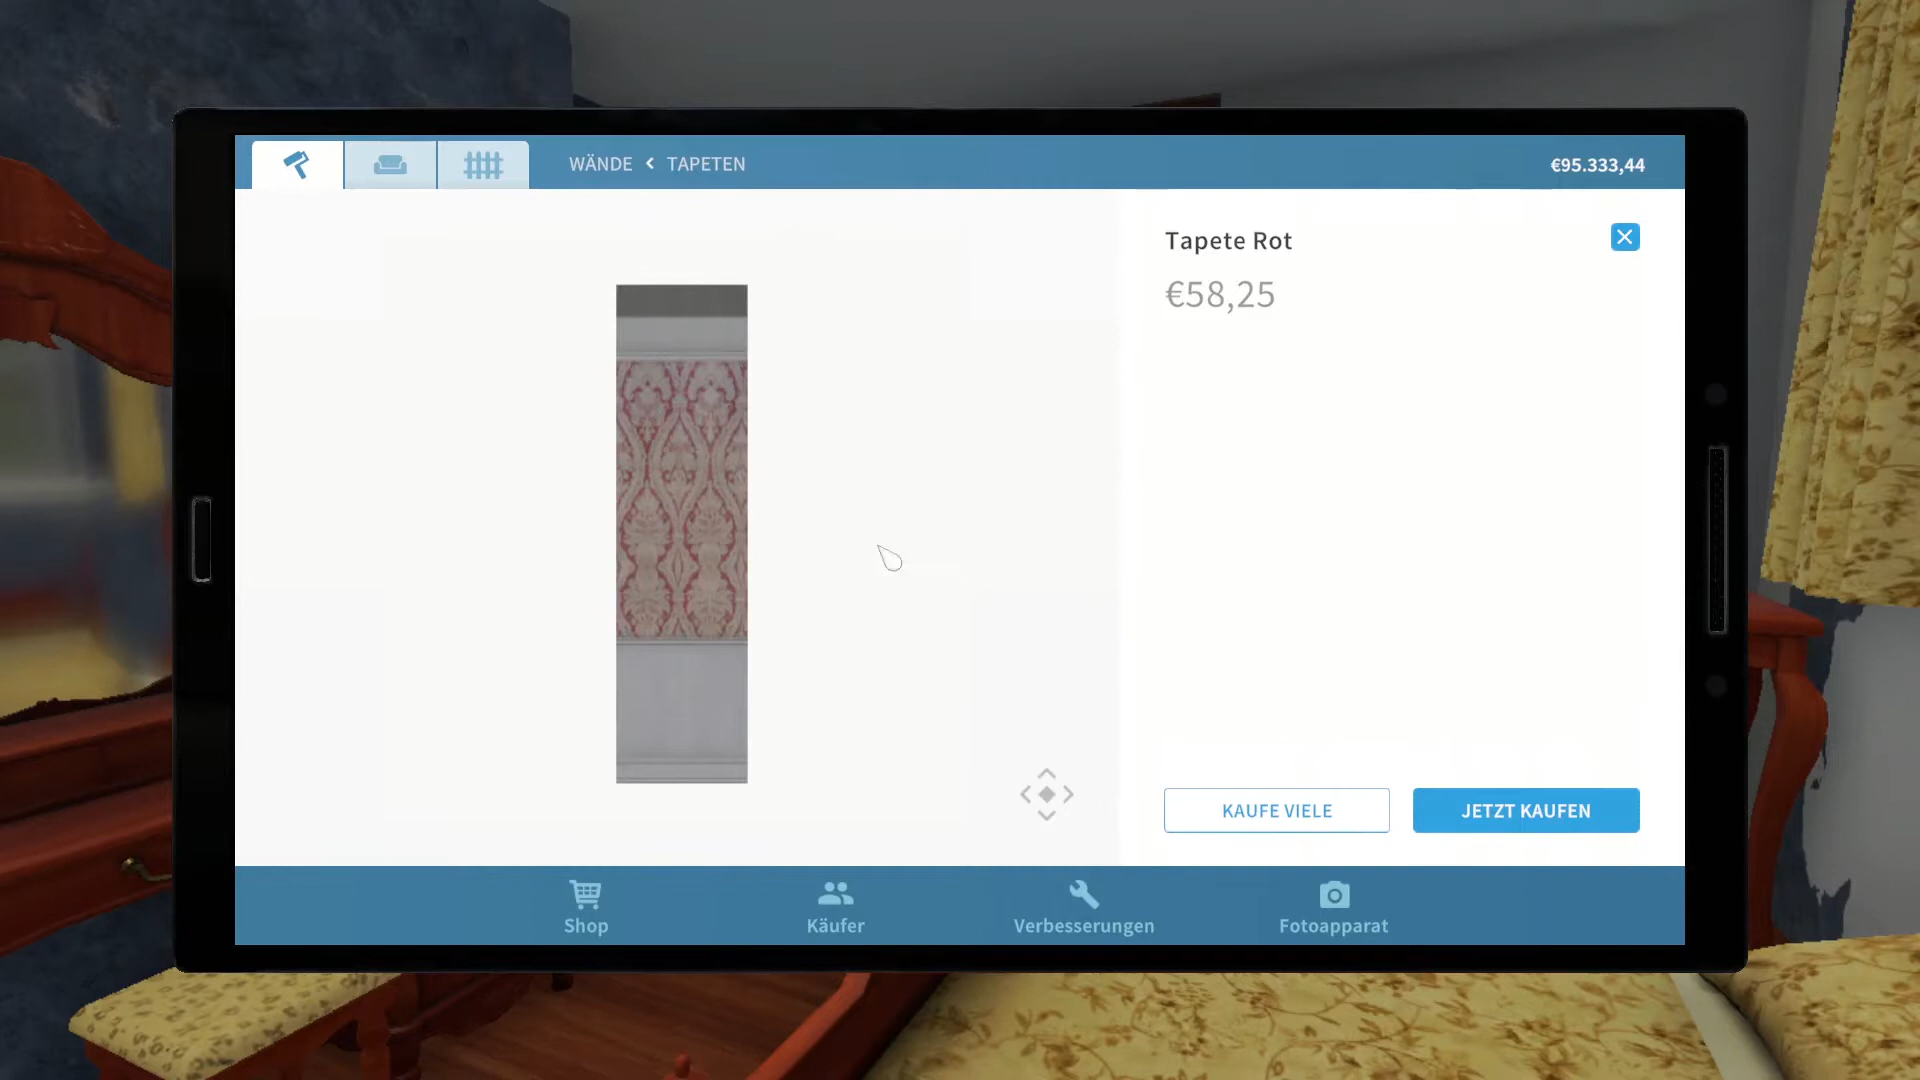 WÄNDE < TAPETEN
€95.333,44
Tapete Rot
€58,25
KAUFE VIELE
JETZT KAUFEN
Shop
Käufer
Verbesserungen
Fotoapparat